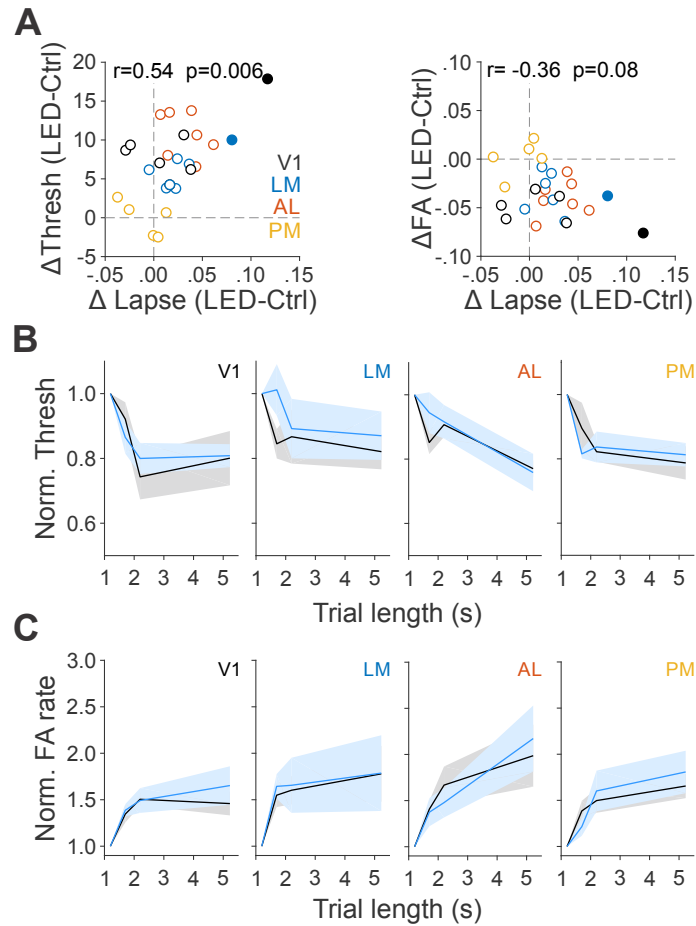 A
r=0.54 p=0.006
ΔThresh (LED-Ctrl)
20
15
10
5
0
-5
-.05 .00 .05 .10 .15
Δ Lapse (LED-Ctrl)
V1
LM
AL
PM
r= -0.36 p=0.08
ΔFA (LED-Ctrl)
.10
.05
.00
-.05
-.10
-.05 .00 .05 .10 .15
Δ Lapse (LED-Ctrl)
B
V1 LM AL PM
Norm. Thresh
1.0
0.8
0.6
1 2 3 4 5 1 2 3 4 5 1 2 3 4 5 1 2 3 4 5
Trial length (s)
C
V1 LM AL PM
Norm. FA rate
3.0
2.5
2.0
1.5
1.0
1 2 3 4 5 1 2 3 4 5 1 2 3 4 5 1 2 3 4 5
Trial length (s)